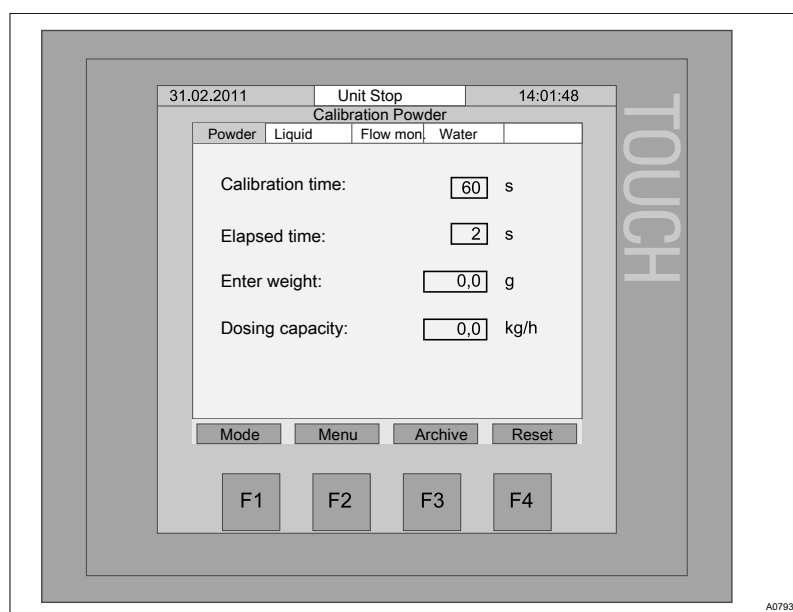 31.02.2011 Unit Stop 14:01:48
Calibration Powder
Powder Liquid Flow mon. Water
Calibration time: 60 s
Elapsed time: 2 s
Enter weight: 0,0 g
Dosing capacity: 0,0 kg/h
Mode Menu Archive Reset
F1 F2 F3 F4
TOUCH
A0793